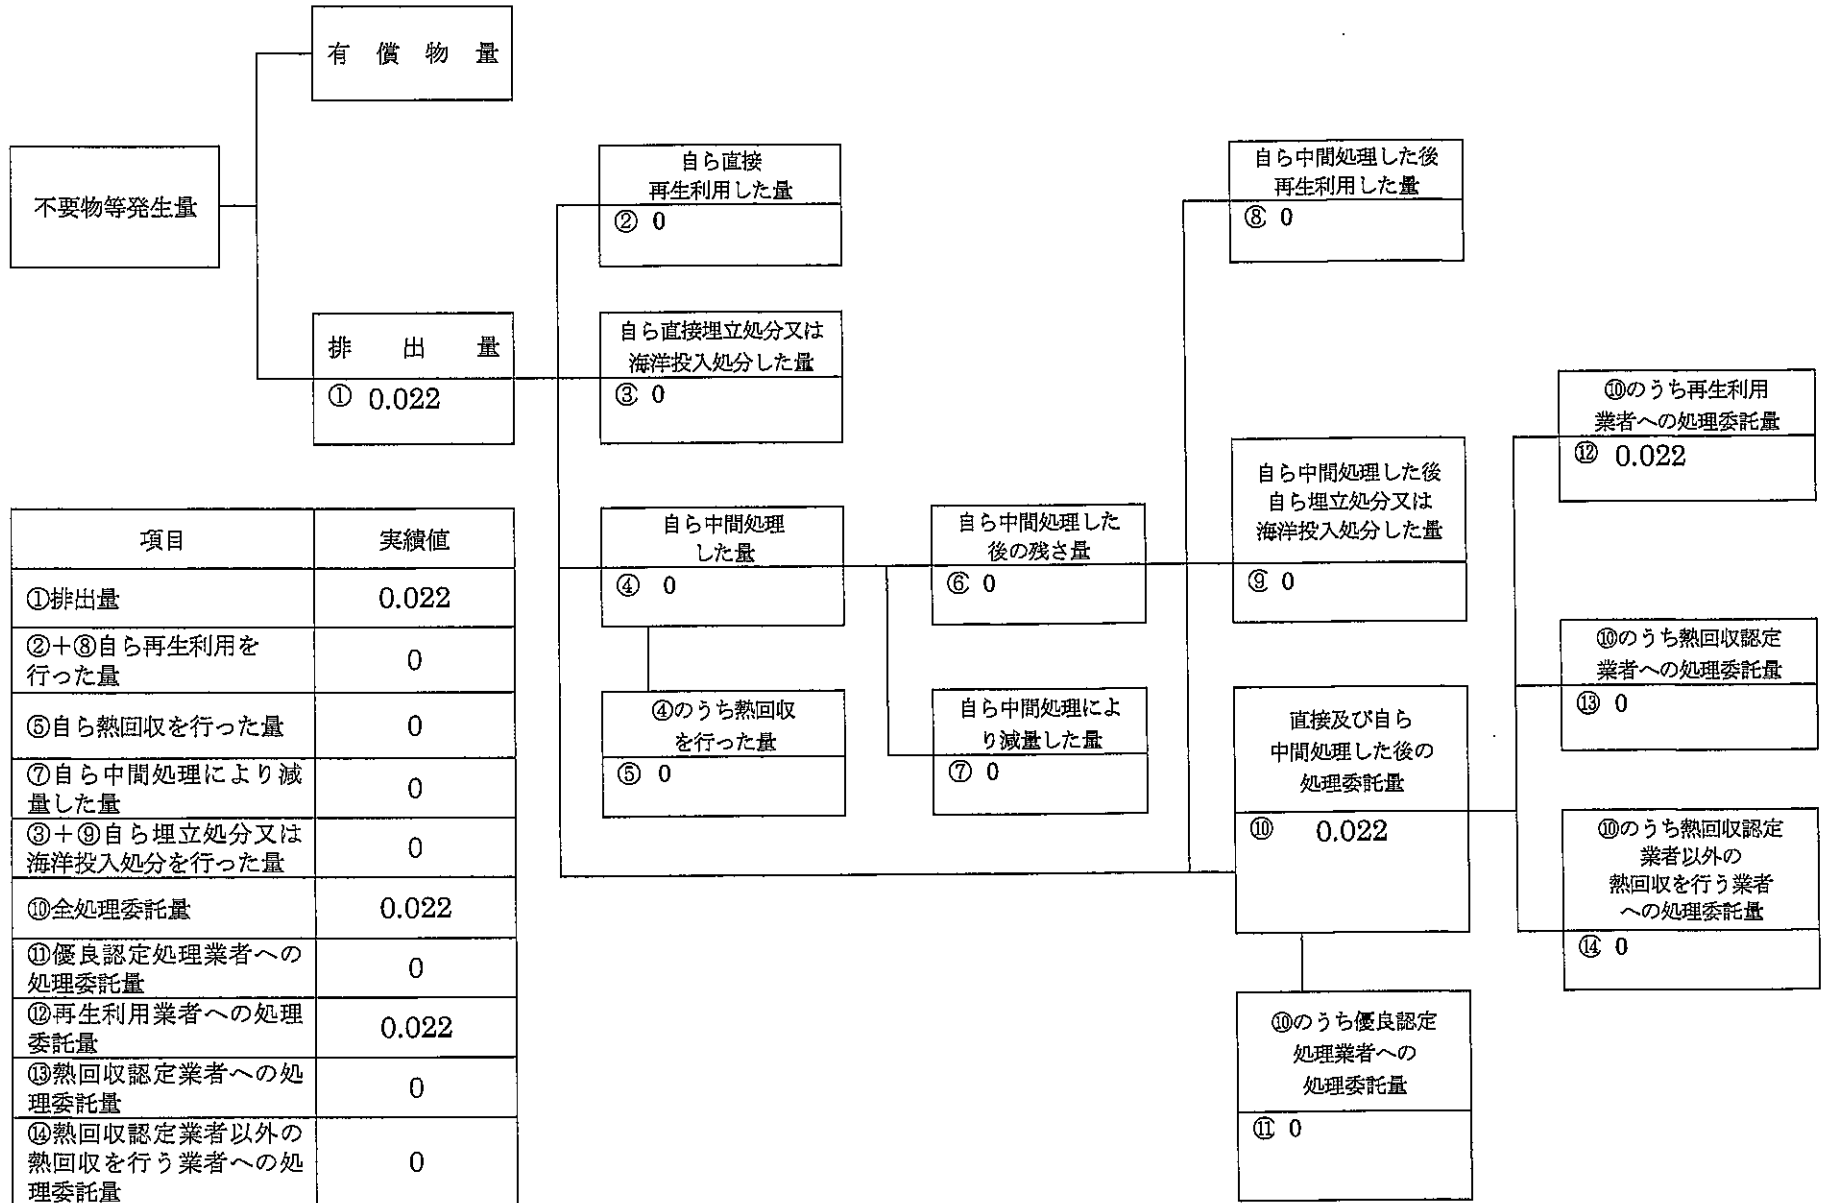 有償物量
不要物等発生量
排出量
① 0.022
自ら直接
再生利用した量
② 0
自ら直接埋立処分又は
海洋投入処分した量
③ 0
自ら中間処理
した量
④ 0
④のうち熱回収
を行った量
⑤ 0
自ら中間処理した
後の残さ量
⑥ 0
自ら中間処理によ
り減量した量
⑦ 0
自ら中間処理した後
再生利用した量
⑧ 0
自ら中間処理した後
自ら埋立処分又は
海洋投入処分した量
⑨ 0
直接及び自ら
中間処理した後の
処理委託量
⑩ 0.022
⑩のうち優良認定
処理業者への
処理委託量
⑪ 0
⑩のうち再生利用
業者への処理委託量
⑫ 0.022
⑩のうち熱回収認定
業者への処理委託量
⑬ 0
⑩のうち熱回収認定
業者以外の
熱回収を行う業者
への処理委託量
⑭ 0
項目 実績値
①排出量 0.022
②+⑧自ら再生利用を
行った量 0
⑤自ら熱回収を行った量 0
⑦自ら中間処理により減
量した量 0
③+⑨自ら埋立処分又は
海洋投入処分を行った量 0
⑩全処理委託量 0.022
⑪優良認定処理業者への
処理委託量 0
⑫再生利用業者への処理
委託量 0.022
⑬熱回収認定業者への処
理委託量 0
⑭熱回収認定業者以外の
熱回収を行う業者への処
理委託量 0